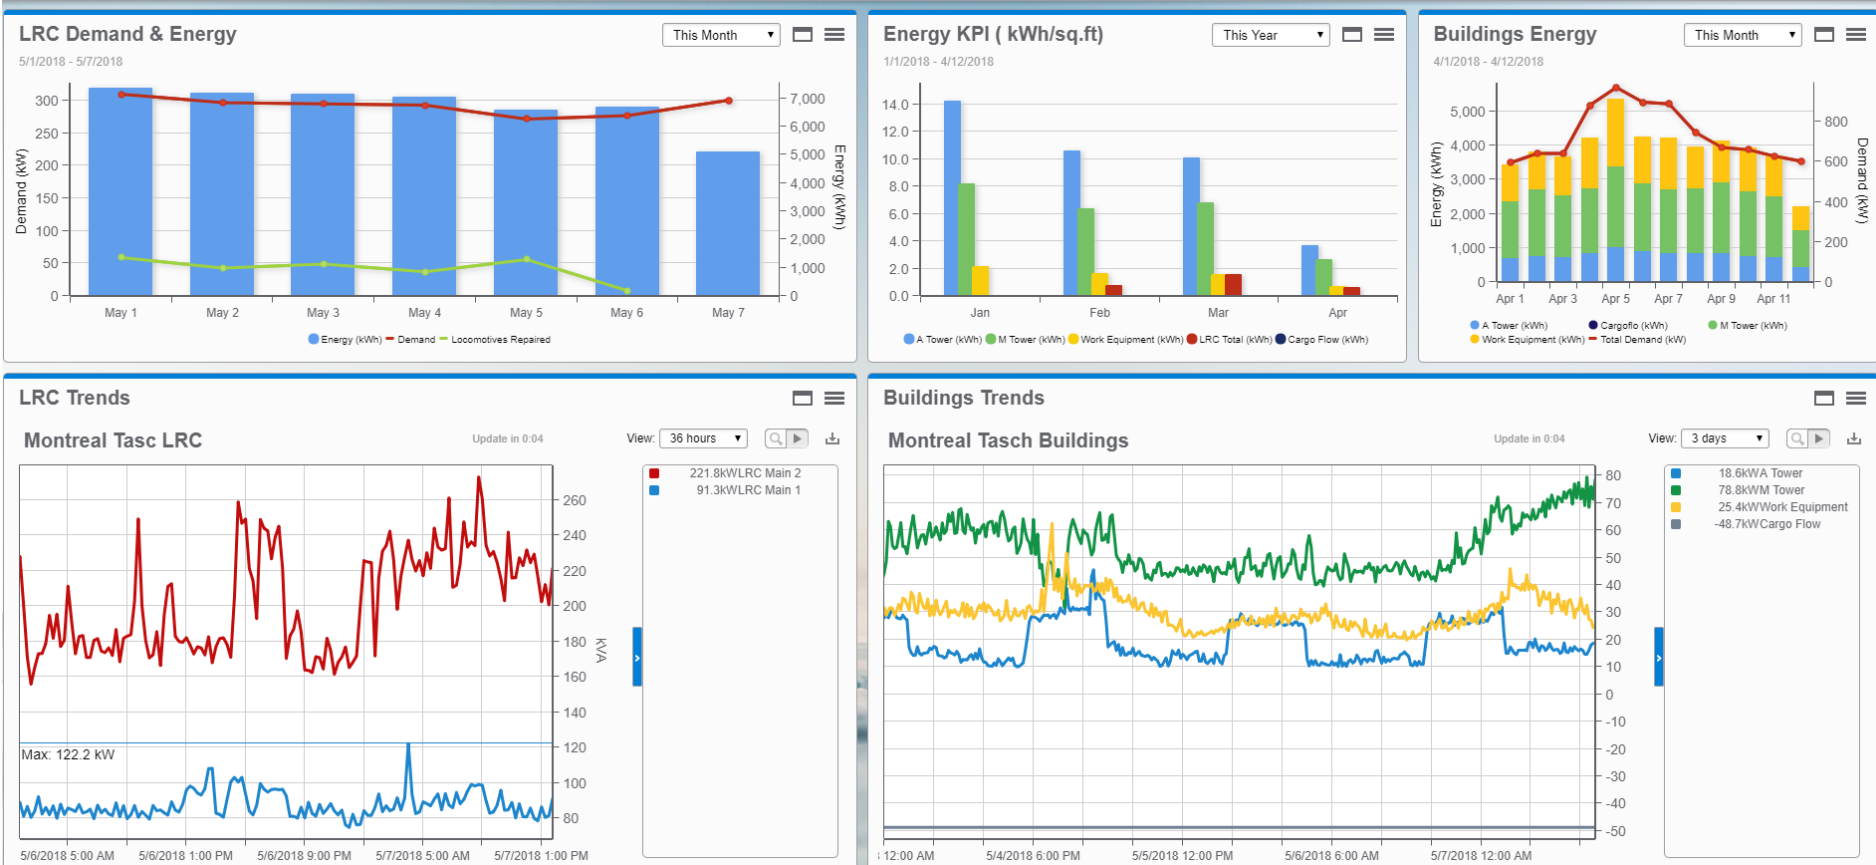 LRC Demand & Energy
This Month
5/1/2018 - 5/7/2018
300
250
200
150
100
50
0
Demand (kW)
7,000
6,000
5,000
4,000
3,000
2,000
1,000
0
Energy (kWh)
May 1 May 2 May 3 May 4 May 5 May 6 May 7
Energy (kWh) Demand Locomotives Repaired
Energy KPI ( kWh/sq.ft)
This Year
1/1/2018 - 4/12/2018
14.0
12.0
10.0
8.0
6.0
4.0
2.0
0.0
Jan Feb Mar Apr
A Tower (kWh) M Tower (kWh) Work Equipment (kWh) LRC Total (kWh) Cargo Flow (kWh)
Buildings Energy
This Month
4/1/2018 - 4/12/2018
5,000
4,000
3,000
2,000
1,000
0
Energy (kWh)
800
600
400
200
0
Demand (kW)
Apr 1 Apr 3 Apr 5 Apr 7 Apr 9 Apr 11
A Tower (kWh) Cargoflo (kWh) M Tower (kWh)
Work Equipment (kWh) Total Demand (kW)
LRC Trends
Montreal Tasc LRC
Update in 0:04
View: 36 hours
221.8kWLRC Main 2
91.3kWLRC Main 1
260
240
220
200
180
160
140
120
100
80
kVA
Max: 122.2 kW
5/6/2018 5:00 AM 5/6/2018 1:00 PM 5/6/2018 9:00 PM 5/7/2018 5:00 AM 5/7/2018 1:00 PM
Buildings Trends
Montreal Tasch Buildings
Update in 0:04
View: 3 days
18.6kWA Tower
78.8kWM Tower
25.4kWWork Equipment
-48.7kWCargo Flow
80
70
60
50
40
30
20
10
0
-10
-20
-30
-40
-50
12:00 AM 5/4/2018 6:00 PM 5/5/2018 12:00 PM 5/6/2018 6:00 AM 5/7/2018 12:00 AM